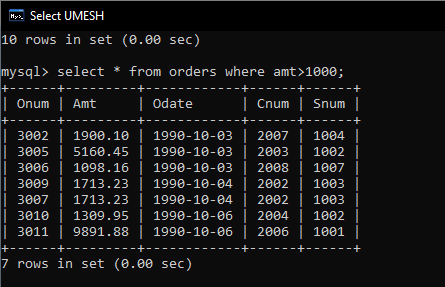 Select UMESH
10 rows in set (0.00 sec)
mysql> select * from orders where amt>1000;
+------+---------+------------+------+------+
| Onum | Amt     | Odate      | Cnum | Snum |
+------+---------+------------+------+------+
| 3002 | 1900.10 | 1990-10-03 | 2007 | 1004 |
| 3005 | 5160.45 | 1990-10-03 | 2003 | 1002 |
| 3006 | 1098.16 | 1990-10-03 | 2008 | 1007 |
| 3009 | 1713.23 | 1990-10-04 | 2002 | 1003 |
| 3007 | 1713.23 | 1990-10-04 | 2002 | 1003 |
| 3010 | 1309.95 | 1990-10-06 | 2004 | 1002 |
| 3011 | 9891.88 | 1990-10-06 | 2006 | 1001 |
+------+---------+------------+------+------+
7 rows in set (0.00 sec)